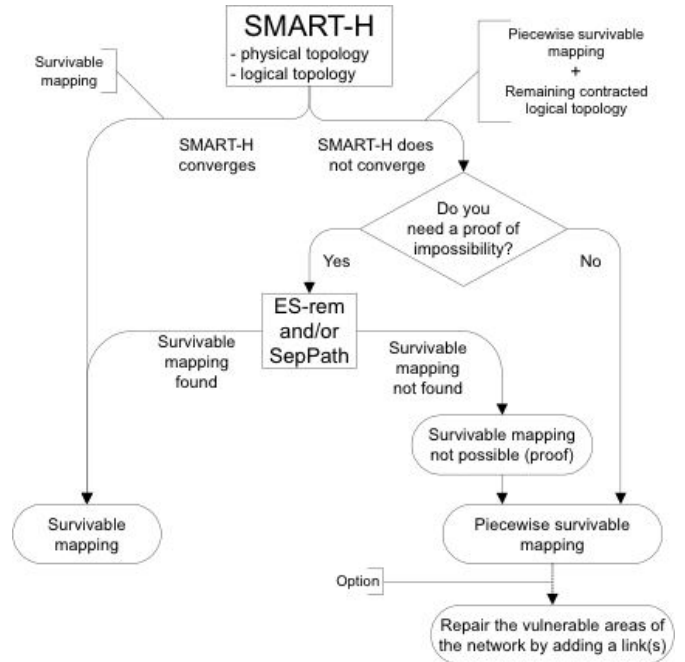 SMART-H
- physical topology
- logical topology
Survivable
mapping
Piecewise survivable
mapping
+
Remaining contracted
logical topology
SMART-H
converges
SMART-H does
not converge
Do you
need a proof of
impossibility?
Yes
No
ES-rem
and/or
SepPath
Survivable
mapping
found
Survivable
mapping
not found
Survivable mapping
not possible (proof)
Survivable
mapping
Piecewise survivable
mapping
Option
Repair the vulnerable areas of
the network by adding a link(s)